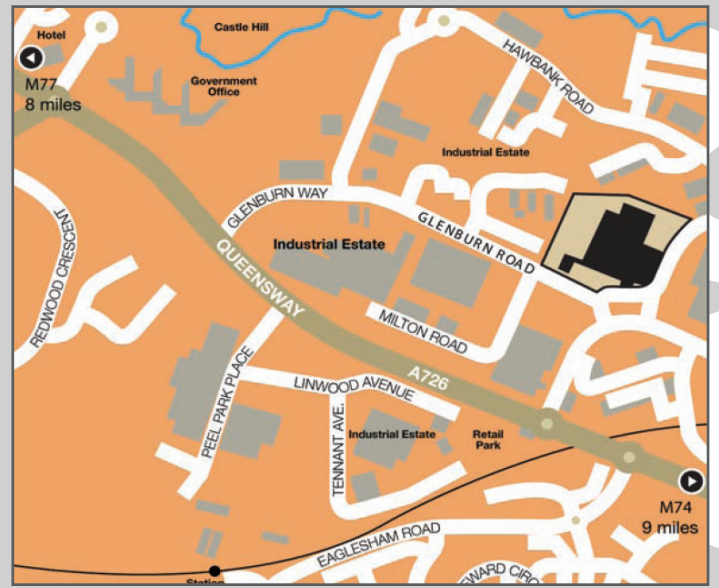 Hotel
Castle Hill
M77
8 miles
Government
Office
HAWBANK ROAD
Industrial Estate
GLENBURN WAY
GLENBURN ROAD
Industrial Estate
REDWOOD CRESCENT
QUEENSWAY
MILTON ROAD
A726
PEEL PARK PLACE
LINWOOD AVENUE
TENNANT AVE.
Industrial Estate
Retail
Park
M74
9 miles
EAGLESHAM ROAD
Station